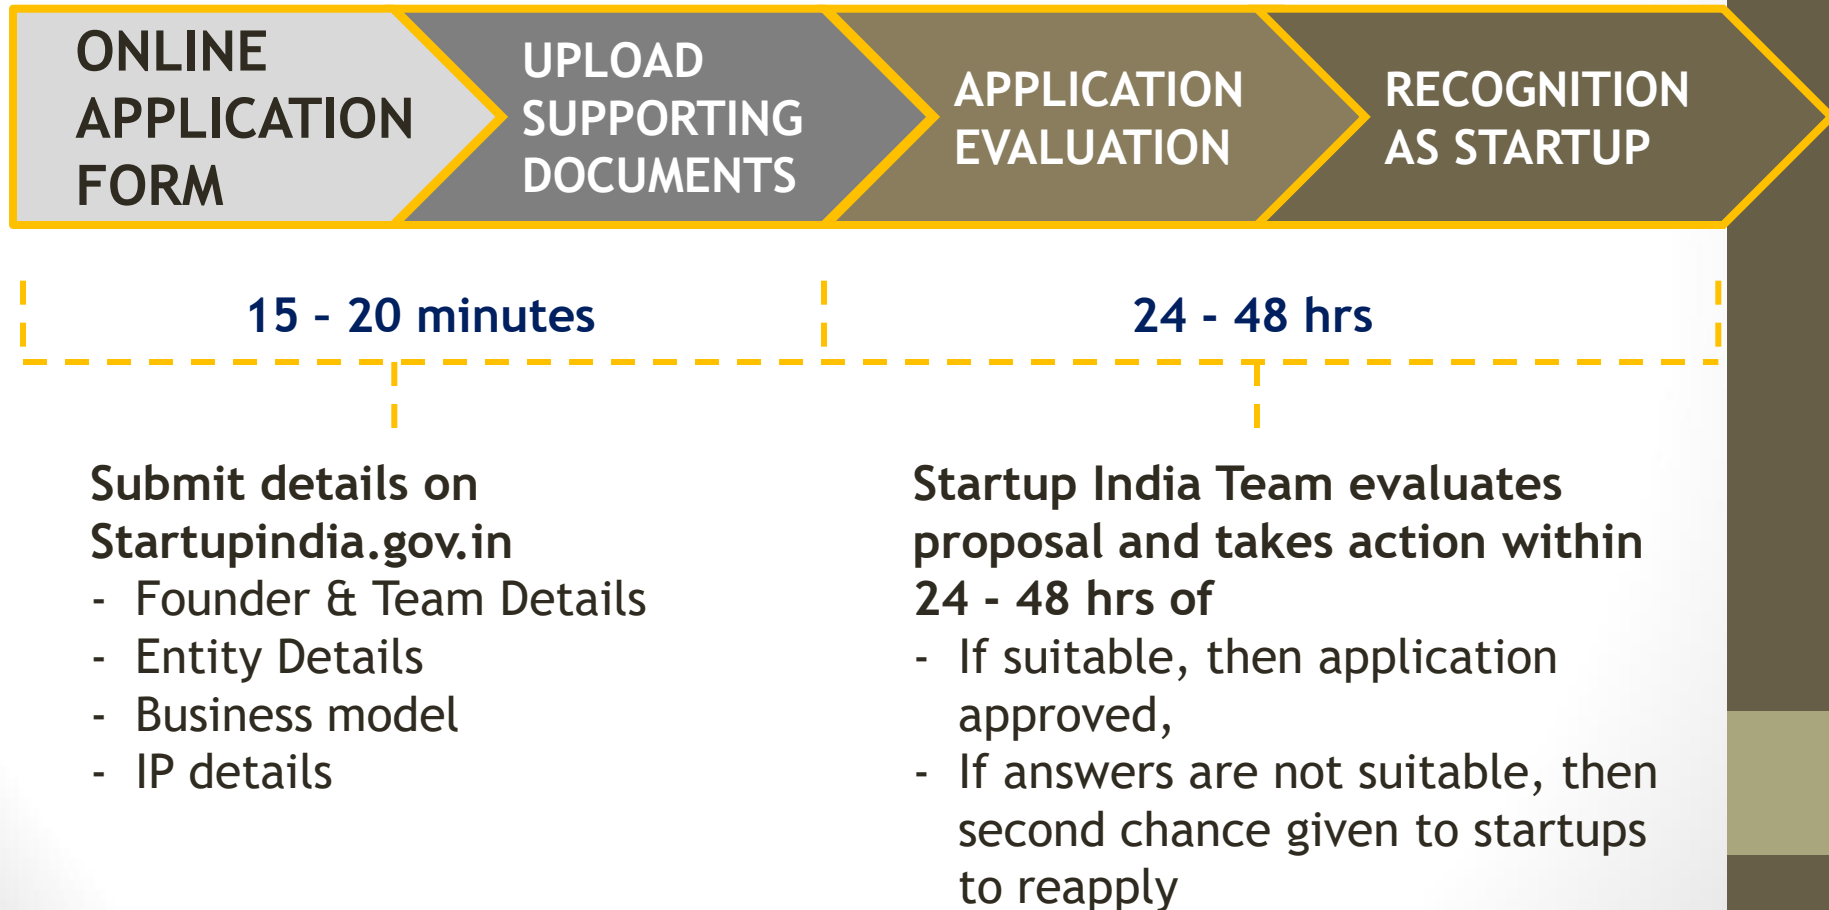 ONLINE
APPLICATION
FORM
UPLOAD
SUPPORTING
DOCUMENTS
APPLICATION
EVALUATION
RECOGNITION
AS STARTUP
15 – 20 minutes
24 - 48 hrs
Submit details on
Startupindia.gov.in
- Founder & Team Details
- Entity Details
- Business model
- IP details
Startup India Team evaluates
proposal and takes action within
24 - 48 hrs of
- If suitable, then application
approved,
- If answers are not suitable, then
second chance given to startups
to reapply